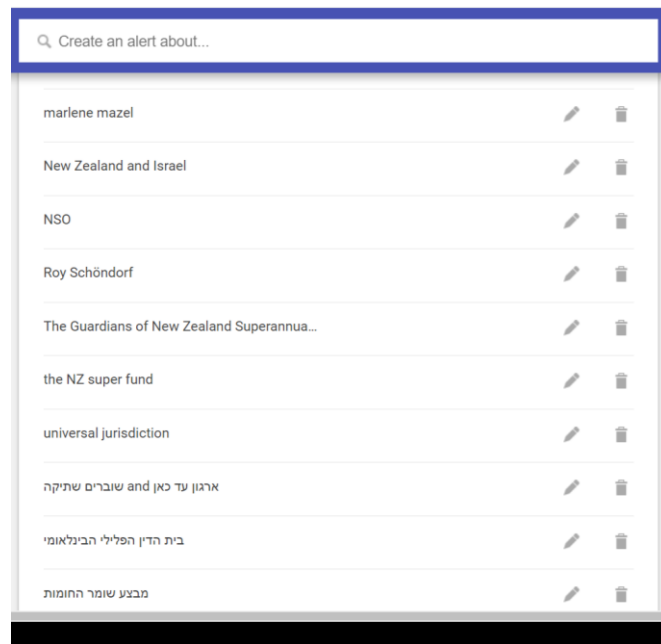 Create an alert about...
marlene mazel
New Zealand and Israel
NSO
Roy Schöndorf
The Guardians of New Zealand Superannua...
the NZ super fund
universal jurisdiction
ארגון עד כאן and שוברים שתיקה
בית הדין הפלילי הבינלאומי
מבצע שומר החומות